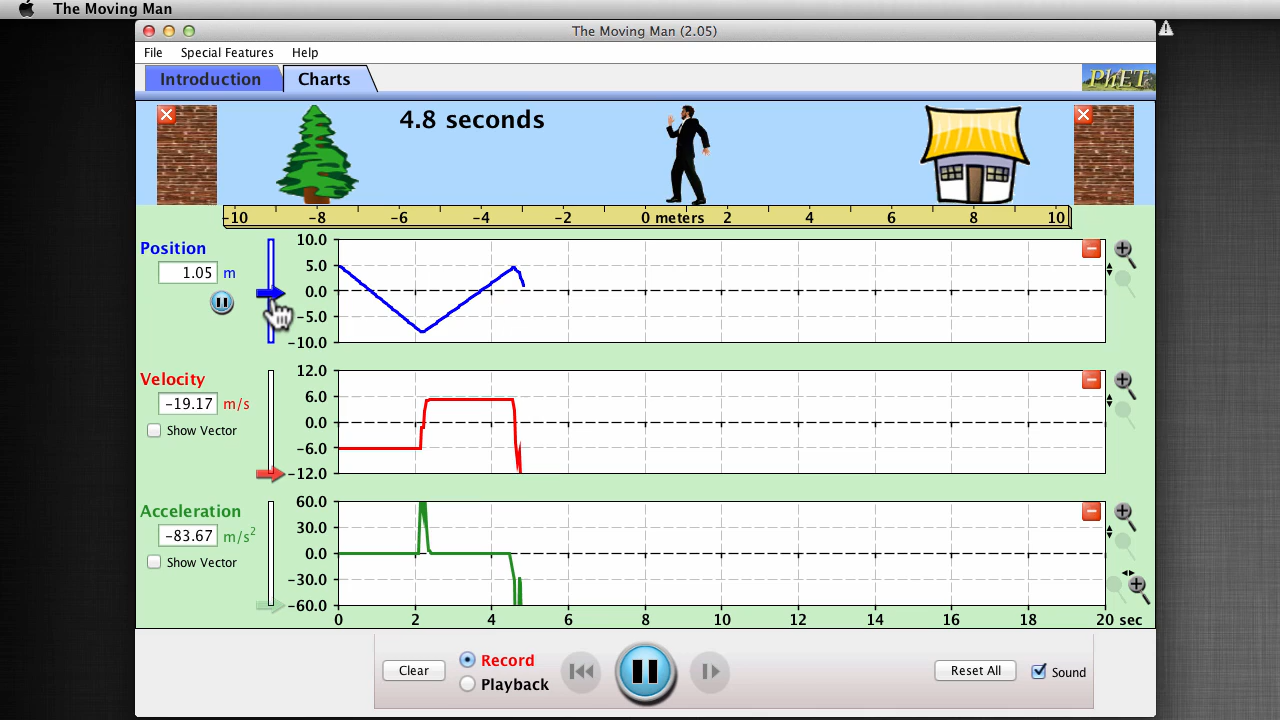 The Moving Man
The Moving Man (2.05)
File Special Features Help
Introduction Charts
PhET
4.8 seconds
-10 -8 -6 -4 -2 0 meters 2 4 6 8 10
Position
1.05 m
10.0
5.0
0.0
-5.0
-10.0
Velocity
-19.17 m/s
Show Vector
12.0
6.0
0.0
-6.0
-12.0
Acceleration
-83.67 m/s²
Show Vector
60.0
30.0
0.0
-30.0
-60.0
0 2 4 6 8 10 12 14 16 18 20 sec
Clear
Record
Playback
Reset All
Sound